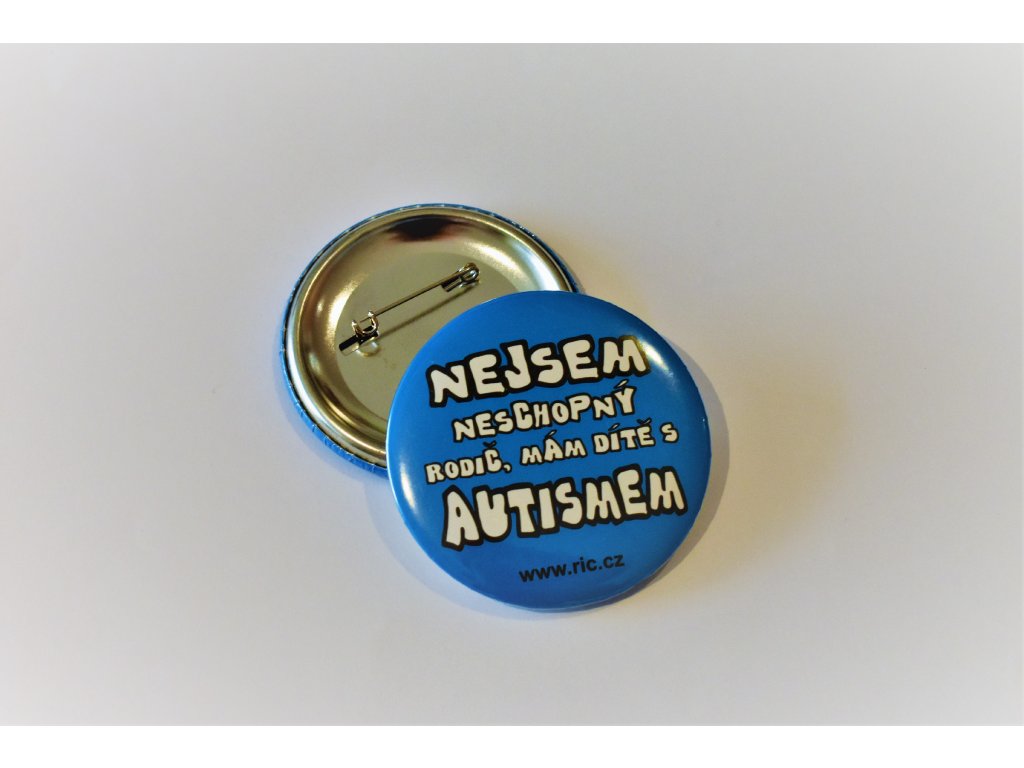 NEJSEM
NESCHOPNÝ
RODIČ, MÁM DÍTĚ S
AUTISMEM
www.ric.cz